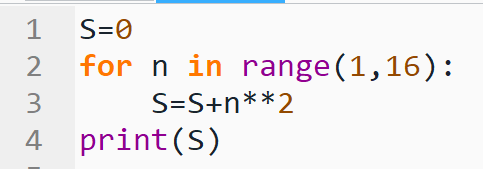 1 S=0
2 for n in range(1,16):
3     S=S+n**2
4 print(S)